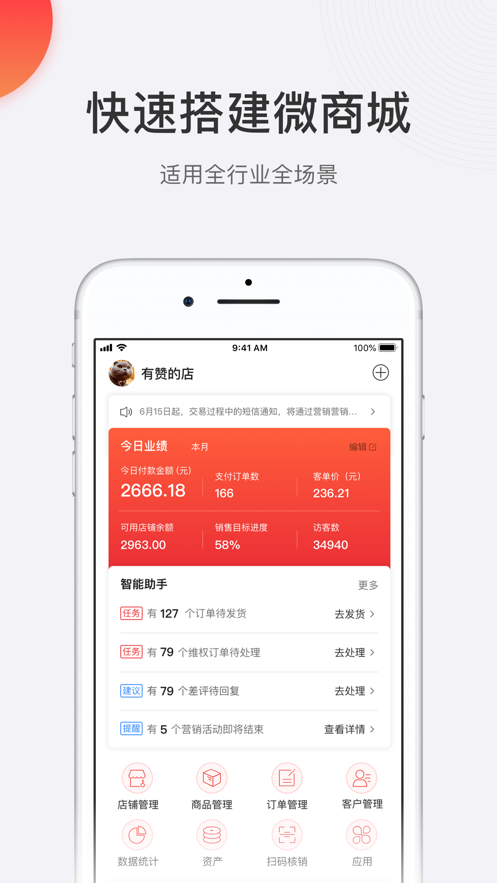 快速搭建微商城
适用全行业全场景
9:41 AM
100%
有赞的店
6月15日起，交易过程中的短信通知，将通过营销营销...
今日业绩
本月
编辑
今日付款金额 (元)
支付订单数
客单价（元）
2666.18
166
236.21
可用店铺余额
销售目标进度
访客数
2963.00
58%
34940
智能助手
更多
任务 有 127 个订单待发货 去发货
任务 有 79 个维权订单待处理 去处理
建议 有 79 个差评待回复 去处理
提醒 有 5 个营销活动即将结束 查看详情
店铺管理
商品管理
订单管理
客户管理
数据统计
资产
扫码核销
应用